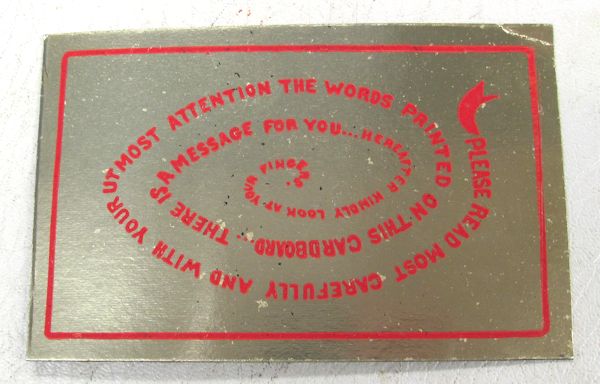 PLEASE READ MOST CAREFULLY AND WITH YOUR UTMOST ATTENTION THE WORDS PRINTED ON THIS CARDBOARD.. THERE IS A MESSAGE FOR YOU... HEREAFTER KINDLY LOOK AT YOUR FINGERS.